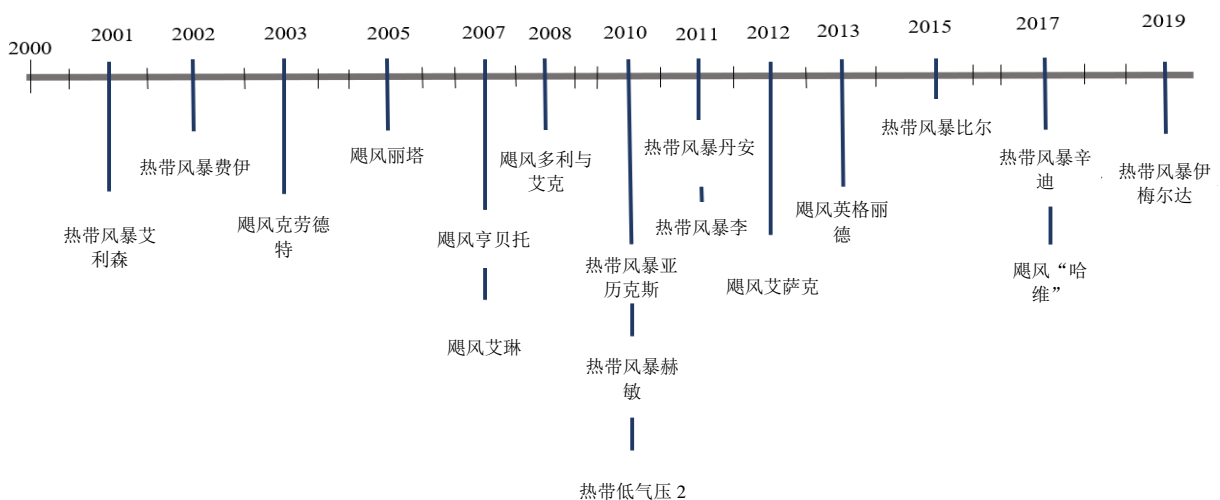 2000
2001
2002
2003
2005
2007
2008
2010
2011
2012
2013
2015
2017
2019
热带风暴艾
利森
热带风暴费伊
飓风克劳德
特
飓风丽塔
飓风亨贝托
飓风艾琳
飓风多利与
艾克
热带风暴亚
历克斯
热带风暴赫
敏
热带低气压 2
热带风暴丹安
热带风暴李
飓风艾萨克
飓风英格丽
德
热带风暴比尔
热带风暴辛
迪
飓风“哈
维”
热带风暴伊
梅尔达